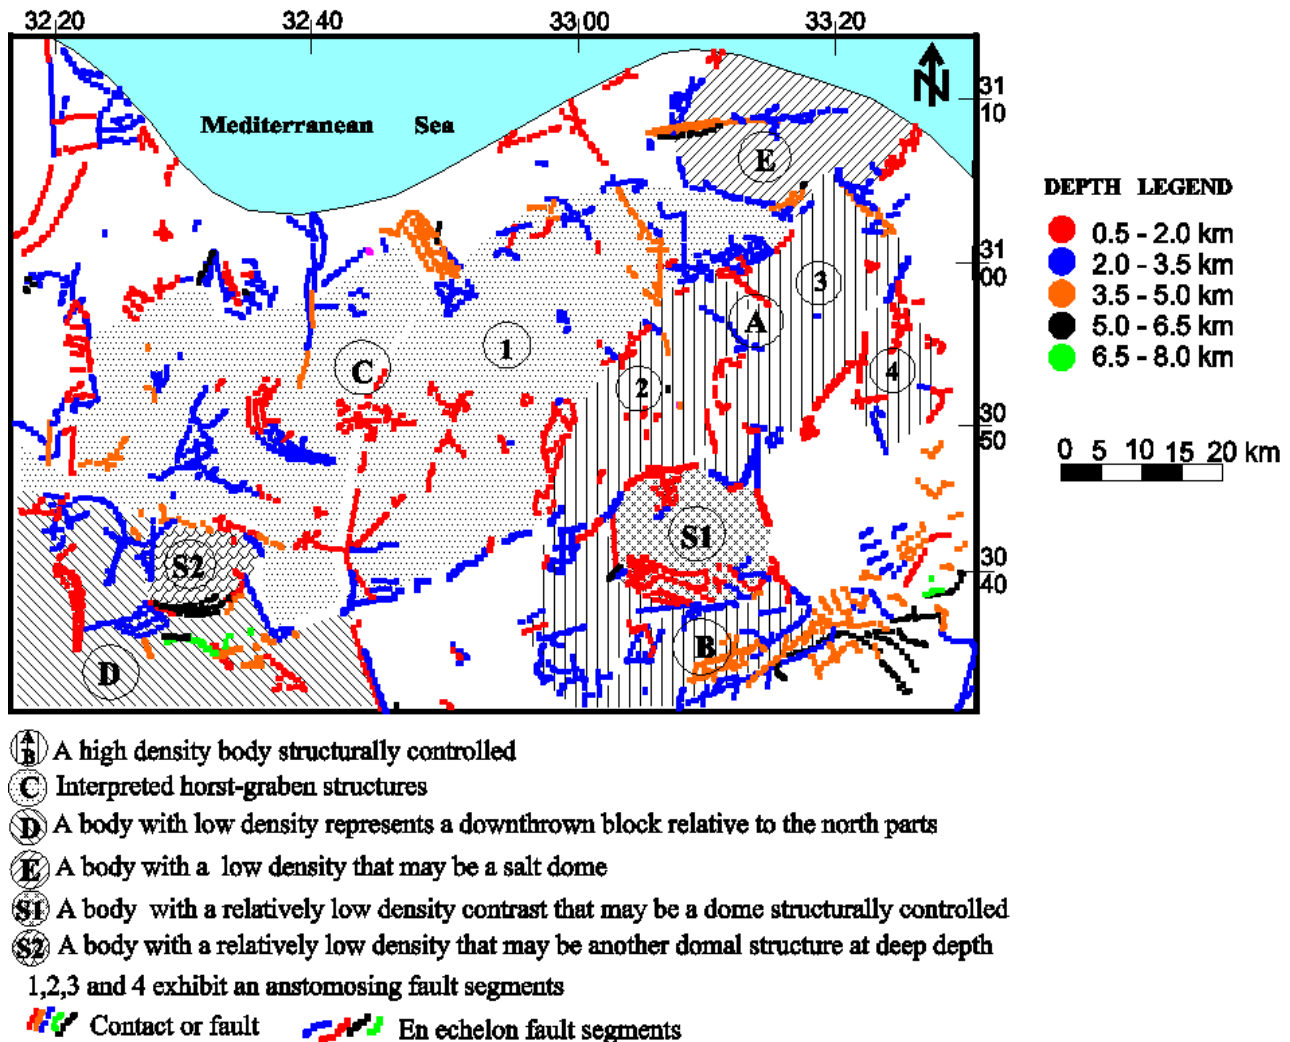 32 20 32 40 33 00 33 20
N
31
10
Mediterranean Sea
E
DEPTH LEGEND
0.5 - 2.0 km
2.0 - 3.5 km
3.5 - 5.0 km
5.0 - 6.5 km
6.5 - 8.0 km
31
00
3
A
1
C
2
4
30
50
0 5 10 15 20 km
S1
S2
30
40
B
D
A
B
A high density body structurally controlled
C Interpreted horst-graben structures
D A body with low density represents a downthrown block relative to the north parts
E A body with a low density that may be a salt dome
S1 A body with a relatively low density contrast that may be a dome structurally controlled
S2 A body with a relatively low density that may be another domal structure at deep depth
1,2,3 and 4 exhibit an anstomosing fault segments
Contact or fault En echelon fault segments